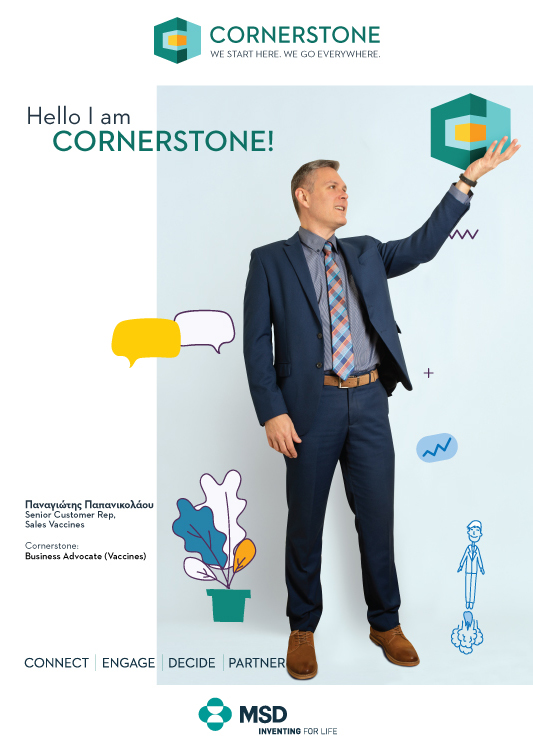 CORNERSTONE
WE START HERE. WE GO EVERYWHERE.
Hello I am
CORNERSTONE!
Παναγιώτης Παπανικολάου
Senior Customer Rep,
Sales Vaccines
Cornerstone:
Business Advocate (Vaccines)
CONNECT | ENGAGE | DECIDE | PARTNER
MSD
INVENTING FOR LIFE